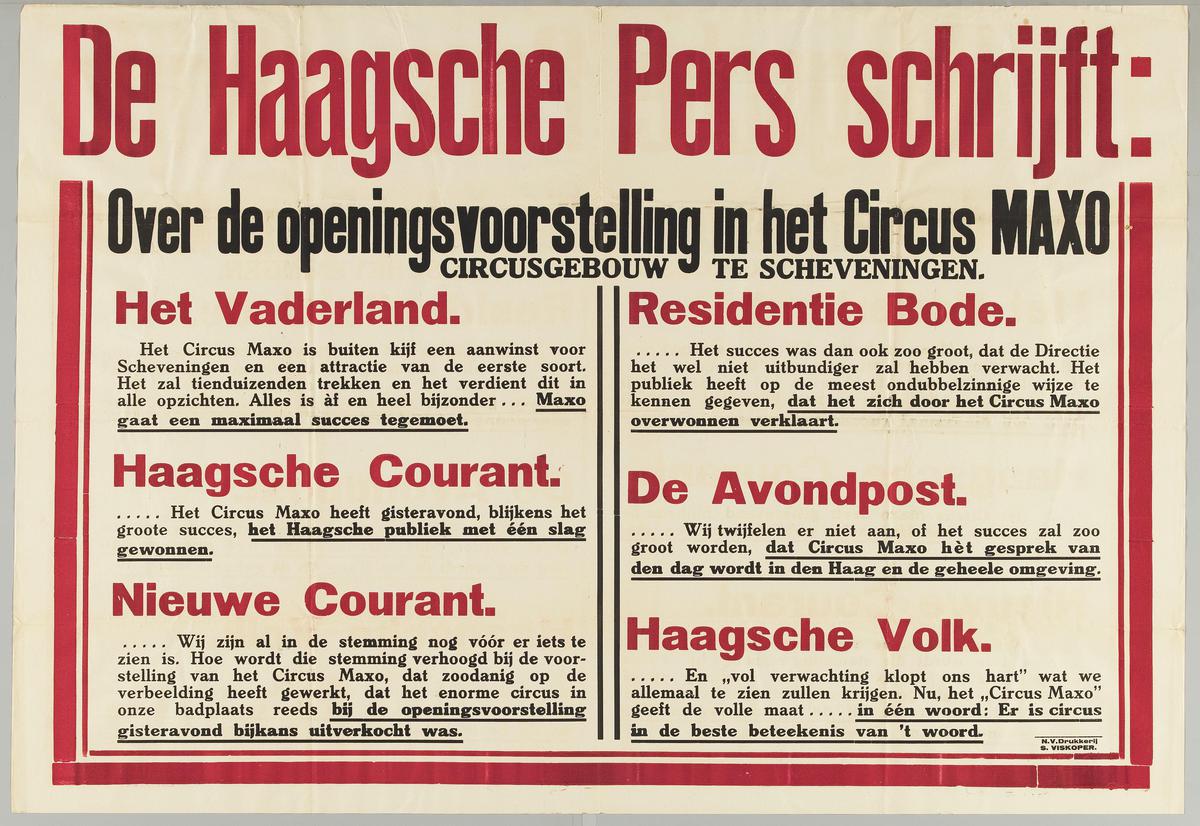 De Haagsche Pers schrijft:
Over de openingsvoorstelling in het Circus MAXO
CIRCUSGEBOUW TE SCHEVENINGEN.
Het Vaderland.
Het Circus Maxo is buiten kijf een aanwinst voor
Scheveningen en een attractie van de eerste soort.
Het zal tienduizenden trekken en het verdient dit in
alle opzichten. Alles is àf en heel bijzonder... Maxo
gaat een maximaal succes tegemoet.
Haagsche Courant.
..... Het Circus Maxo heeft gisteravond, blijkens het
groote succes, het Haagsche publiek met één slag
gewonnen.
Nieuwe Courant.
..... Wij zijn al in de stemming nog vóór er iets te
zien is. Hoe wordt die stemming verhoogd bij de voor-
stelling van het Circus Maxo, dat zoodanig op de
verbeelding heeft gewerkt, dat het enorme circus in
onze badplaats reeds bij de openingsvoorstelling
gisteravond bijkans uitverkocht was.
Residentie Bode.
..... Het succes was dan ook zoo groot, dat de Directie
het wel niet uitbundiger zal hebben verwacht. Het
publiek heeft op de meest ondubbelzinnige wijze te
kennen gegeven, dat het zich door het Circus Maxo
overwonnen verklaart.
De Avondpost.
..... Wij twijfelen er niet aan, of het succes zal zoo
groot worden, dat Circus Maxo hèt gesprek van
den dag wordt in den Haag en de geheele omgeving.
Haagsche Volk.
..... En „vol verwachting klopt ons hart” wat we
allemaal te zien zullen krijgen. Nu, het „Circus Maxo”
geeft de volle maat.....in één woord: Er is circus
in de beste beteekenis van 't woord.
N.V. Drukkerij
S. VISKOPER.